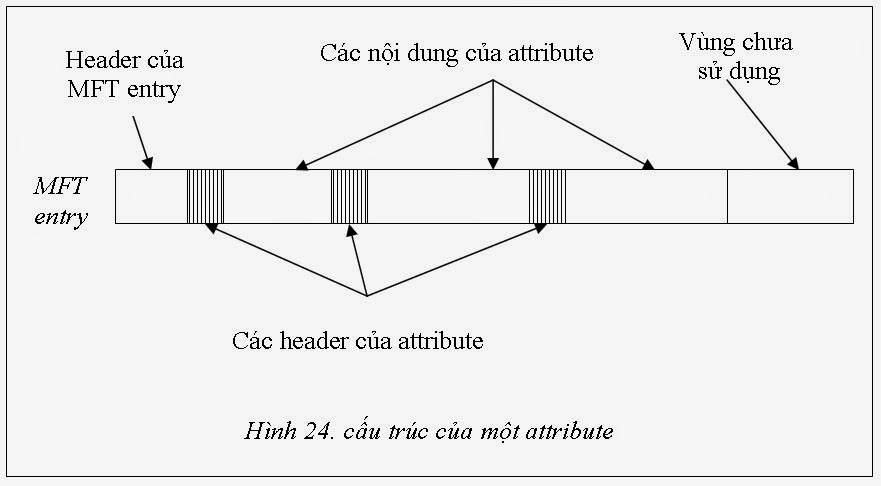 Header của
MFT entry
Các nội dung của attribute
Vùng chưa
sử dụng
MFT
entry
Các header của attribute
Hình 24. cấu trúc của một attribute